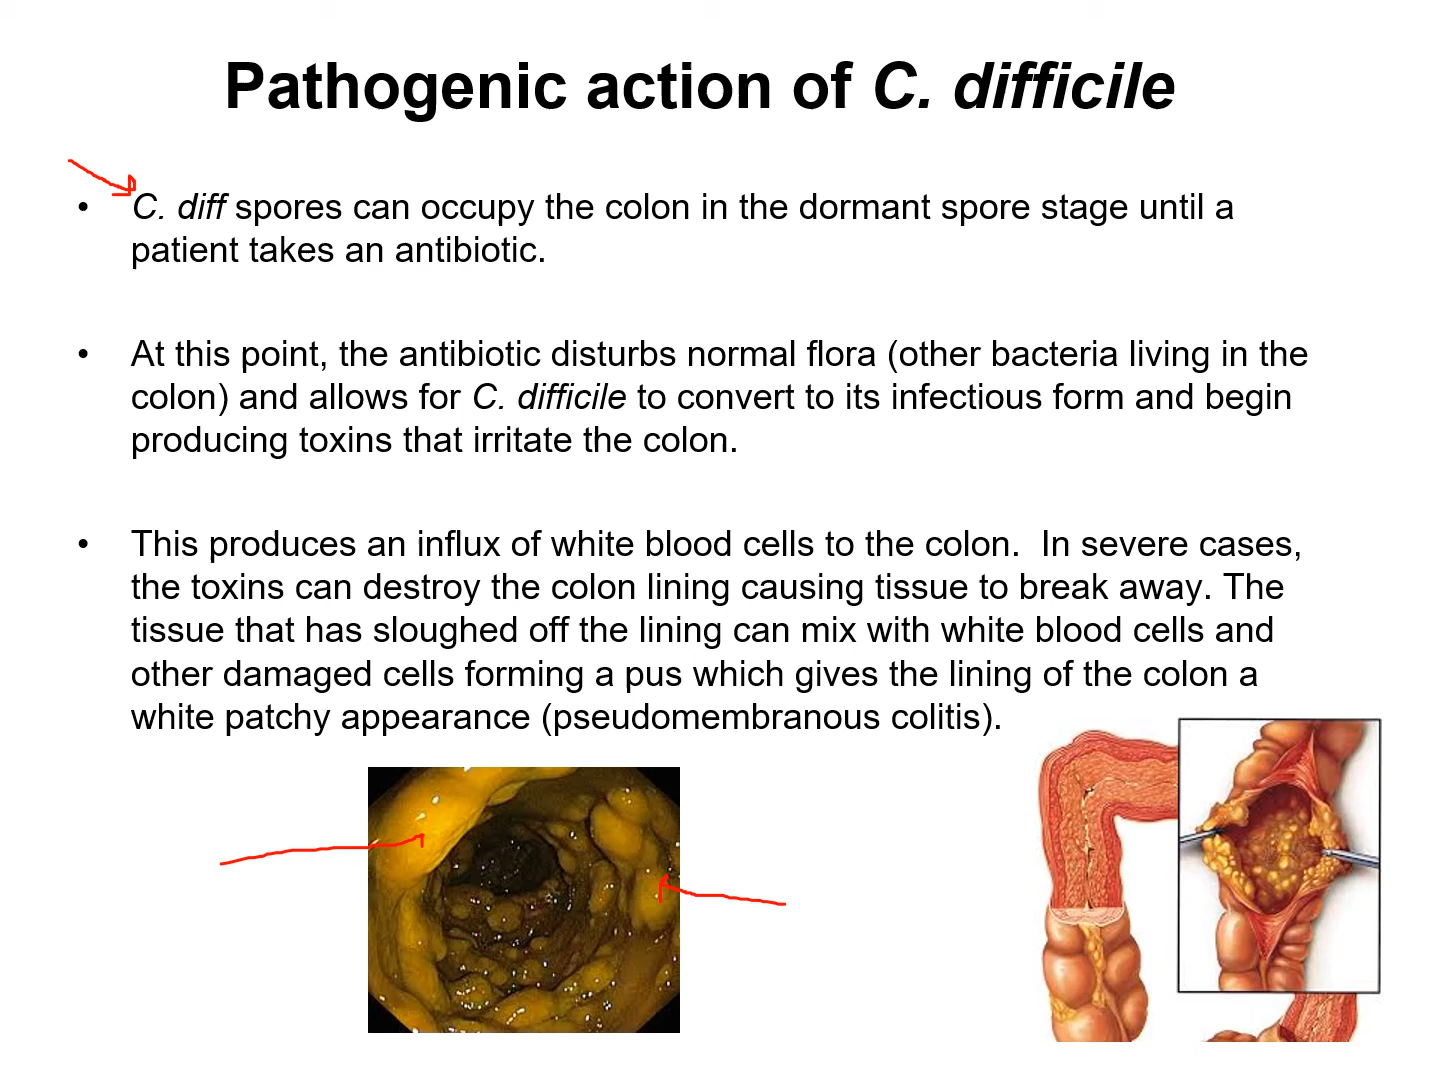 Pathogenic action of C. difficile
• C. diff spores can occupy the colon in the dormant spore stage until a
patient takes an antibiotic.
• At this point, the antibiotic disturbs normal flora (other bacteria living in the
colon) and allows for C. difficile to convert to its infectious form and begin
producing toxins that irritate the colon.
• This produces an influx of white blood cells to the colon.  In severe cases,
the toxins can destroy the colon lining causing tissue to break away. The
tissue that has sloughed off the lining can mix with white blood cells and
other damaged cells forming a pus which gives the lining of the colon a
white patchy appearance (pseudomembranous colitis).